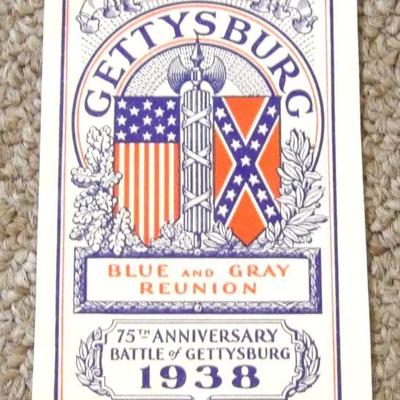 GETTYSBURG
BLUE AND GRAY
REUNION
75TH ANNIVERSARY
BATTLE of GETTYSBURG
1938